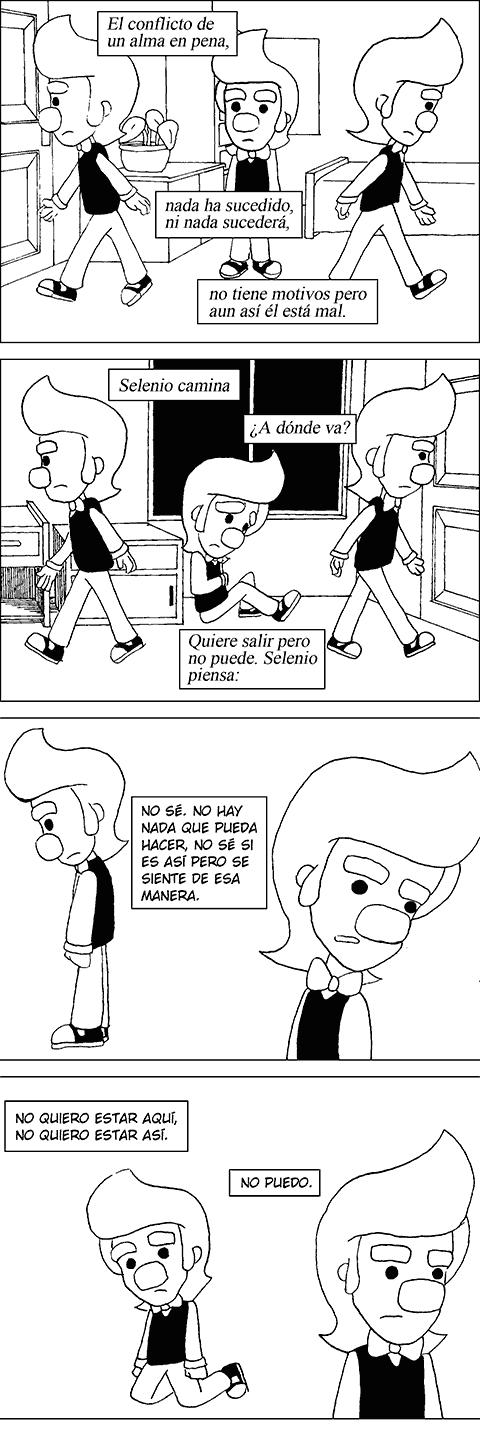 El conflicto de
un alma en pena,
nada ha sucedido,
ni nada sucederá,
no tiene motivos pero
aun así él está mal.
Selenio camina
¿A dónde va?
Quiere salir pero
no puede. Selenio
piensa:
NO SÉ. NO HAY
NADA QUE PUEDA
HACER, NO SÉ SI
ES ASÍ PERO SE
SIENTE DE ESA
MANERA.
NO QUIERO ESTAR AQUÍ,
NO QUIERO ESTAR ASÍ.
NO PUEDO.